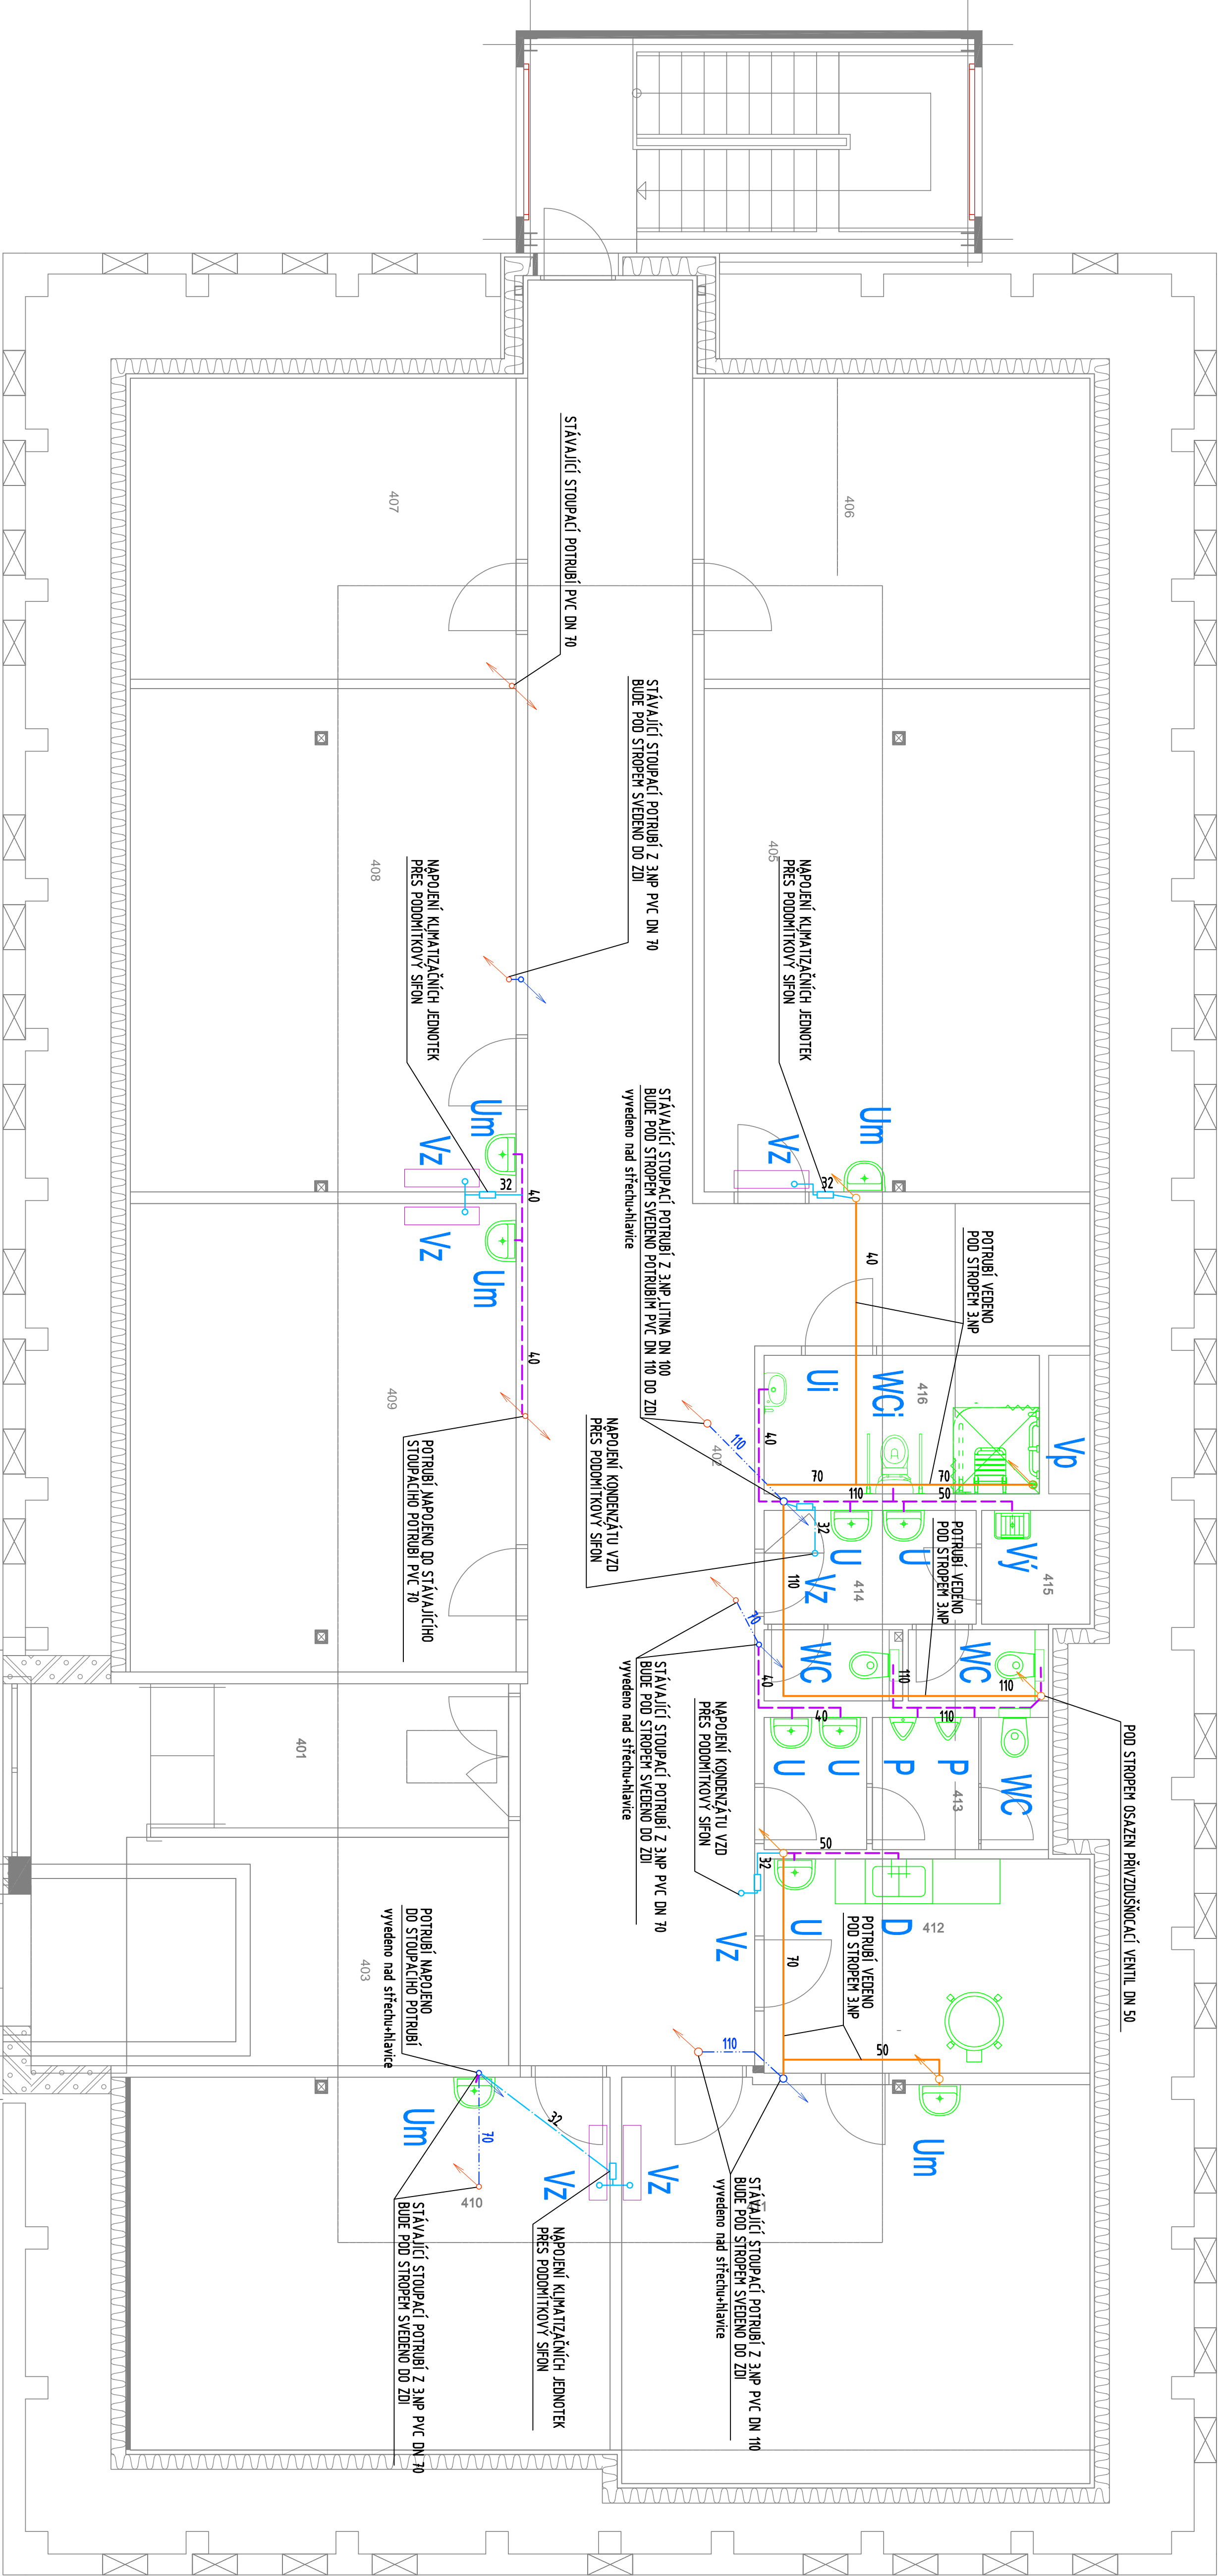 STÁVAJÍCÍ STOUPACÍ POTRUBÍ PVC DN 70
STÁVAJÍCÍ STOUPACÍ POTRUBÍ Z 3.NP PVC DN 70
BUDE POD STROPEM SVEDENO DO ZDI
406
407
405
408
NAPOJENÍ KLIMATIZAČNÍCH JEDNOTEK
PŘES PODOMÍTKOVÝ SIFON
NAPOJENÍ KLIMATIZAČNÍCH JEDNOTEK
PŘES PODOMÍTKOVÝ SIFON
Um
Vz
32
40
Um
Vz
32
40
Vz
Um
40
409
STÁVAJÍCÍ STOUPACÍ POTRUBÍ Z 3.NP LITINA DN 100
BUDE POD STROPEM SVEDENO POTRUBÍM PVC DN 110 DO ZDI
vyvedeno nad střechu+hlavice
POTRUBÍ VEDENO
POD STROPEM 3.NP
Ui
WCi
416
Vp
40
70
70
110
50
110
402
NAPOJENÍ KONDENZÁTU VZD
PŘES PODOMÍTKOVÝ SIFON
POTRUBÍ NAPOJENO DO STÁVAJÍCÍHO
STOUPACÍHO POTRUBÍ PVC 70
32
110
U
U
Vý
Vz
414
415
POTRUBÍ VEDENO
POD STROPEM 3.NP
WC
WC
70
40
110
110
40
110
POD STROPEM OSAZEN PŘIVZDUŠŇOCACÍ VENTIL DN 50
STÁVAJÍCÍ STOUPACÍ POTRUBÍ Z 3.NP PVC DN 70
BUDE POD STROPEM SVEDENO DO ZDI
vyvedeno nad střechu+hlavice
NAPOJENÍ KONDENZÁTU VZD
PŘES PODOMÍTKOVÝ SIFON
U
U
P
P
WC
413
401
50
32
U
D
412
Vz
70
POTRUBÍ VEDENO
POD STROPEM 3.NP
50
110
403
POTRUBÍ NAPOJENO
DO STOUPACÍHO POTRUBÍ
vyvedeno nad střechu+hlavice
Um
70
32
Vz
Vz
Um
410
STÁVAJÍCÍ STOUPACÍ POTRUBÍ Z 3.NP PVC DN 110
BUDE POD STROPEM SVEDENO DO ZDI
vyvedeno nad střechu+hlavice
NAPOJENÍ KLIMATIZAČNÍCH JEDNOTEK
PŘES PODOMÍTKOVÝ SIFON
STÁVAJÍCÍ STOUPACÍ POTRUBÍ Z 3.NP PVC DN 70
BUDE POD STROPEM SVEDENO DO ZDI